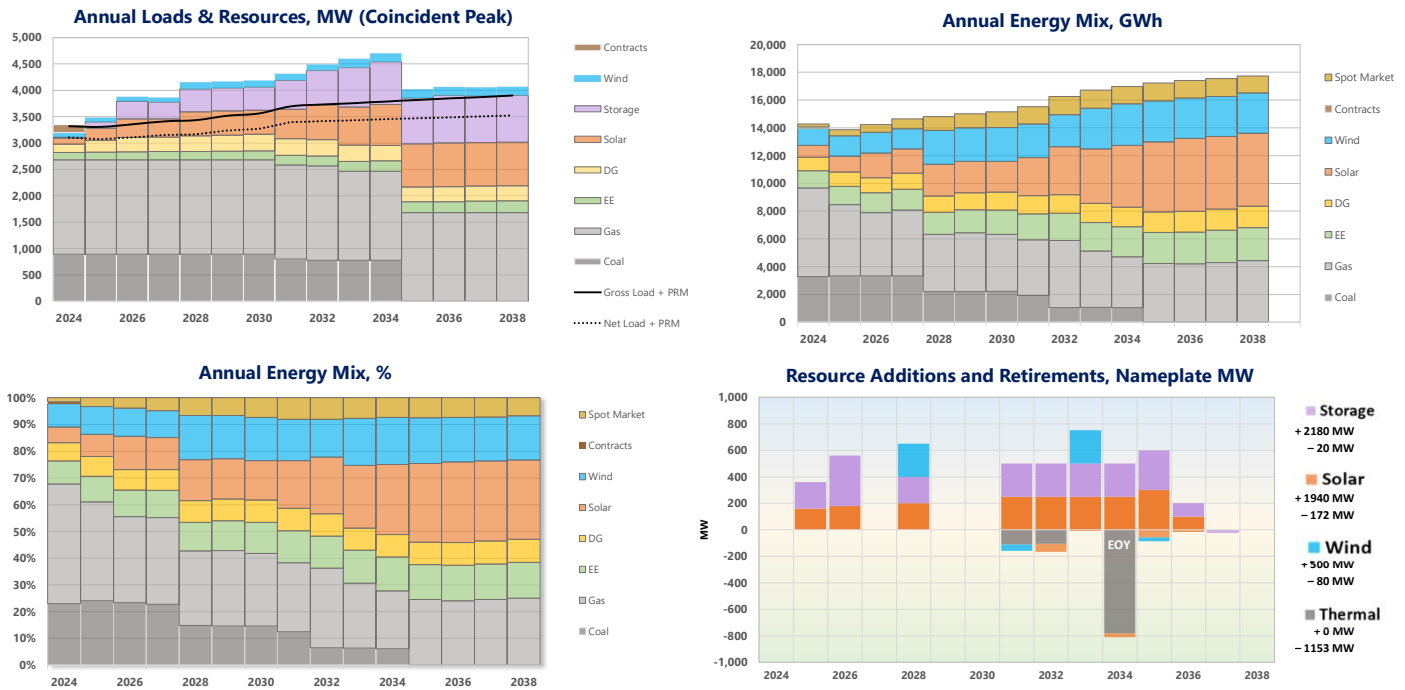 Annual Loads & Resources, MW (Coincident Peak)
5,000
4,500
4,000
3,500
3,000
2,500
2,000
1,500
1,000
500
0
2024 2026 2028 2030 2032 2034 2036 2038
Contracts
Wind
Storage
Solar
DG
EE
Gas
Coal
Gross Load + PRM
Net Load + PRM
Annual Energy Mix, GWh
20,000
18,000
16,000
14,000
12,000
10,000
8,000
6,000
4,000
2,000
0
2024 2026 2028 2030 2032 2034 2036 2038
Spot Market
Contracts
Wind
Solar
DG
EE
Gas
Coal
Annual Energy Mix, %
100%
90%
80%
70%
60%
50%
40%
30%
20%
10%
0%
2024 2026 2028 2030 2032 2034 2036 2038
Spot Market
Contracts
Wind
Solar
DG
EE
Gas
Coal
Resource Additions and Retirements, Nameplate MW
MW
1,000
800
600
400
200
0
-200
-400
-600
-800
-1,000
EOY
2024 2026 2028 2030 2032 2034 2036 2038
Storage
+ 2180 MW
– 20 MW
Solar
+ 1940 MW
– 172 MW
Wind
+ 500 MW
– 80 MW
Thermal
+ 0 MW
– 1153 MW